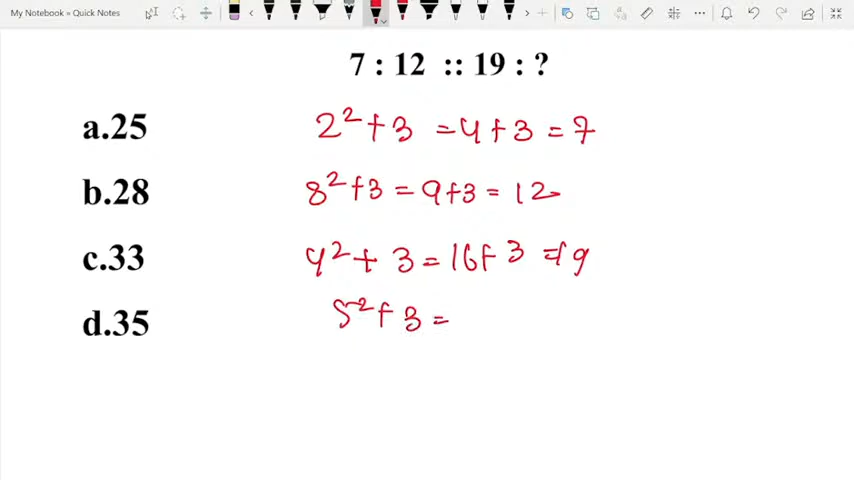 My Notebook » Quick Notes
7 : 12 :: 19 : ?
a.25
2²+3 =4+3 = 7
b.28
8²+3 = 9+3 = 12
c.33
4²+ 3 = 16+ 3 =19
d.35
5²+ 3 =